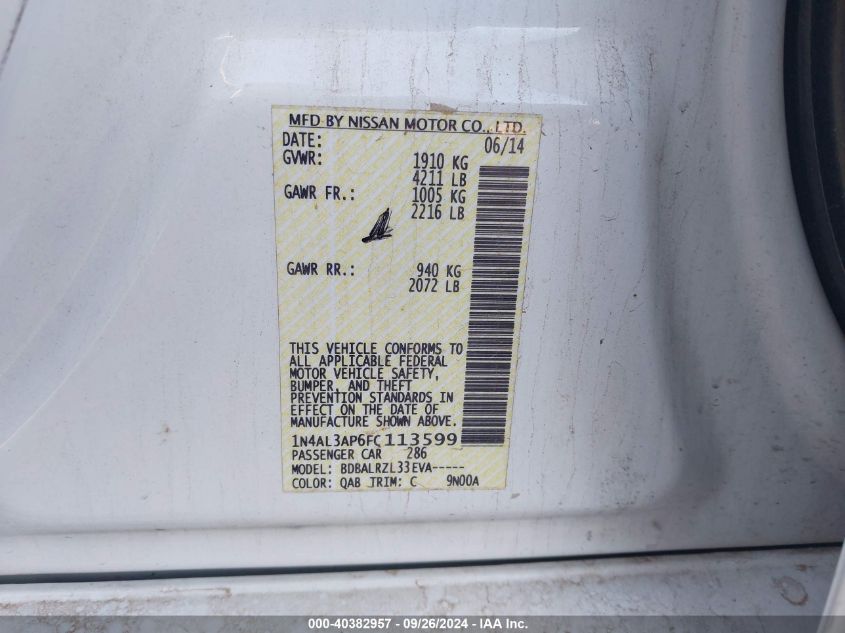 MFD BY NISSAN MOTOR CO., LTD.
DATE: 06/14
GVWR: 1910 KG
4211 LB
GAWR FR.: 1005 KG
2216 LB
GAWR RR.: 940 KG
2072 LB
THIS VEHICLE CONFORMS TO
ALL APPLICABLE FEDERAL
MOTOR VEHICLE SAFETY,
BUMPER, AND THEFT
PREVENTION STANDARDS IN
EFFECT ON THE DATE OF
MANUFACTURE SHOWN ABOVE.
1N4AL3AP6FC113599
PASSENGER CAR 286
MODEL: BDBALRZL33EVA-----
COLOR: QAB TRIM: C 9N00A
000-40382957 - 09/26/2024 - IAA Inc.